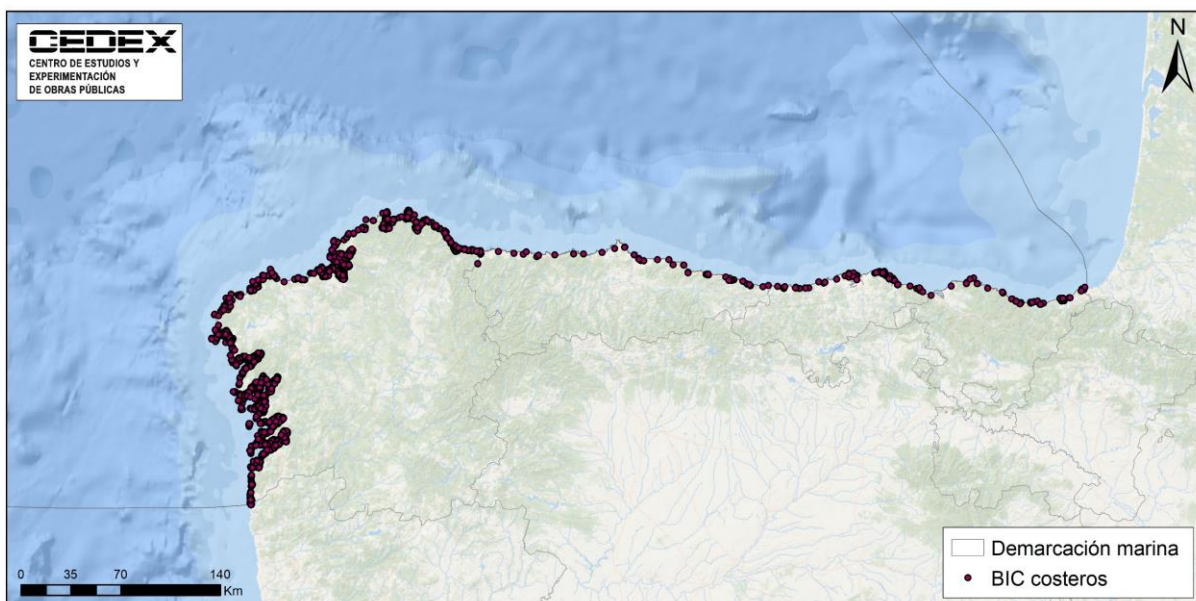 CEDEX
CENTRO DE ESTUDIOS Y
EXPERIMENTACIÓN
DE OBRAS PÚBLICAS
N
Demarcación marina
BIC costeros
0 35 70 140
Km